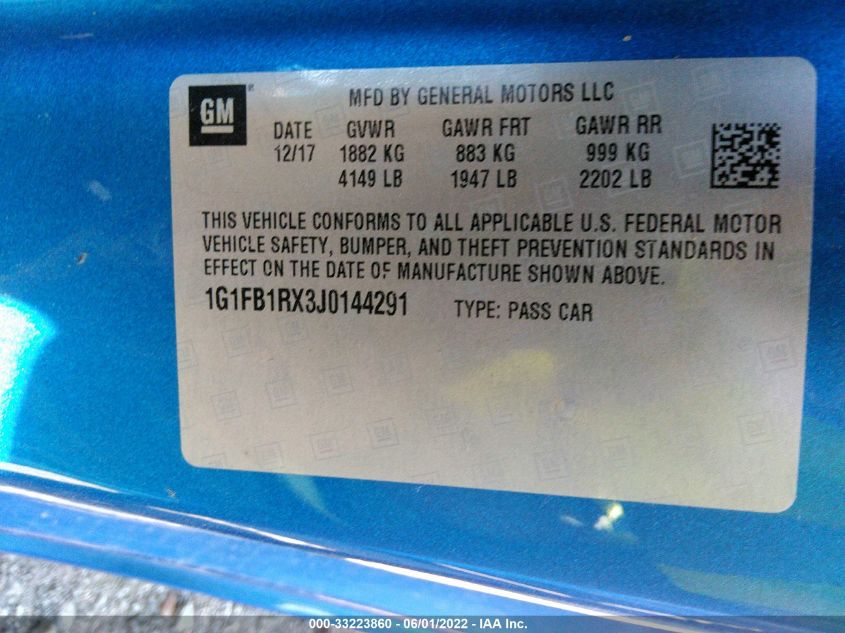 GM
MFD BY GENERAL MOTORS LLC
DATE GVWR GAWR FRT GAWR RR
12/17 1882 KG 883 KG 999 KG
4149 LB 1947 LB 2202 LB
THIS VEHICLE CONFORMS TO ALL APPLICABLE U.S. FEDERAL MOTOR
VEHICLE SAFETY, BUMPER, AND THEFT PREVENTION STANDARDS IN
EFFECT ON THE DATE OF MANUFACTURE SHOWN ABOVE.
1G1FB1RX3J0144291 TYPE: PASS CAR
000-33223860 - 06/01/2022 - IAA Inc.